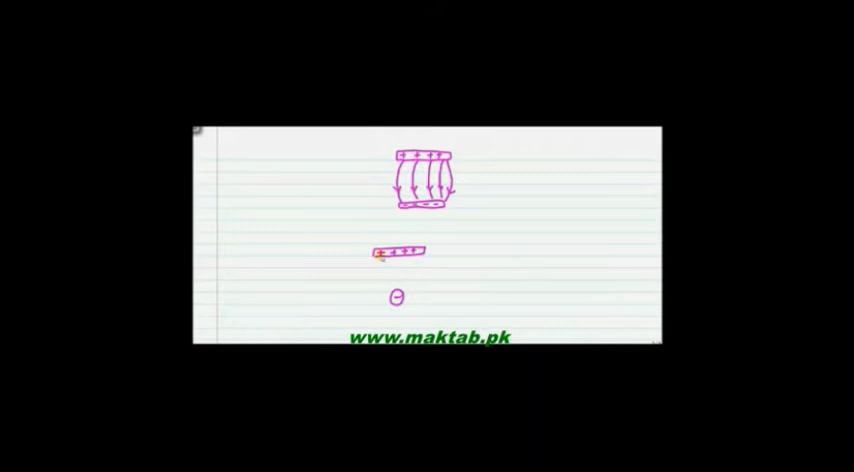 + + + +
- - - -
+ + + +
-
www.maktab.pk